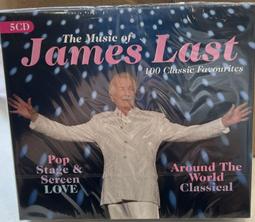 5CD
The Music of
James Last
100 Classic Favourites
Pop
Stage & Screen
LOVE
Around The
World
Classical